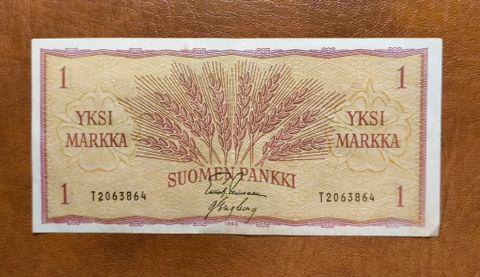 1 1
YKSI MARKKA YKSI MARKKA
SUOMEN PANKKI
1 1
T2063864 T2063864
1963